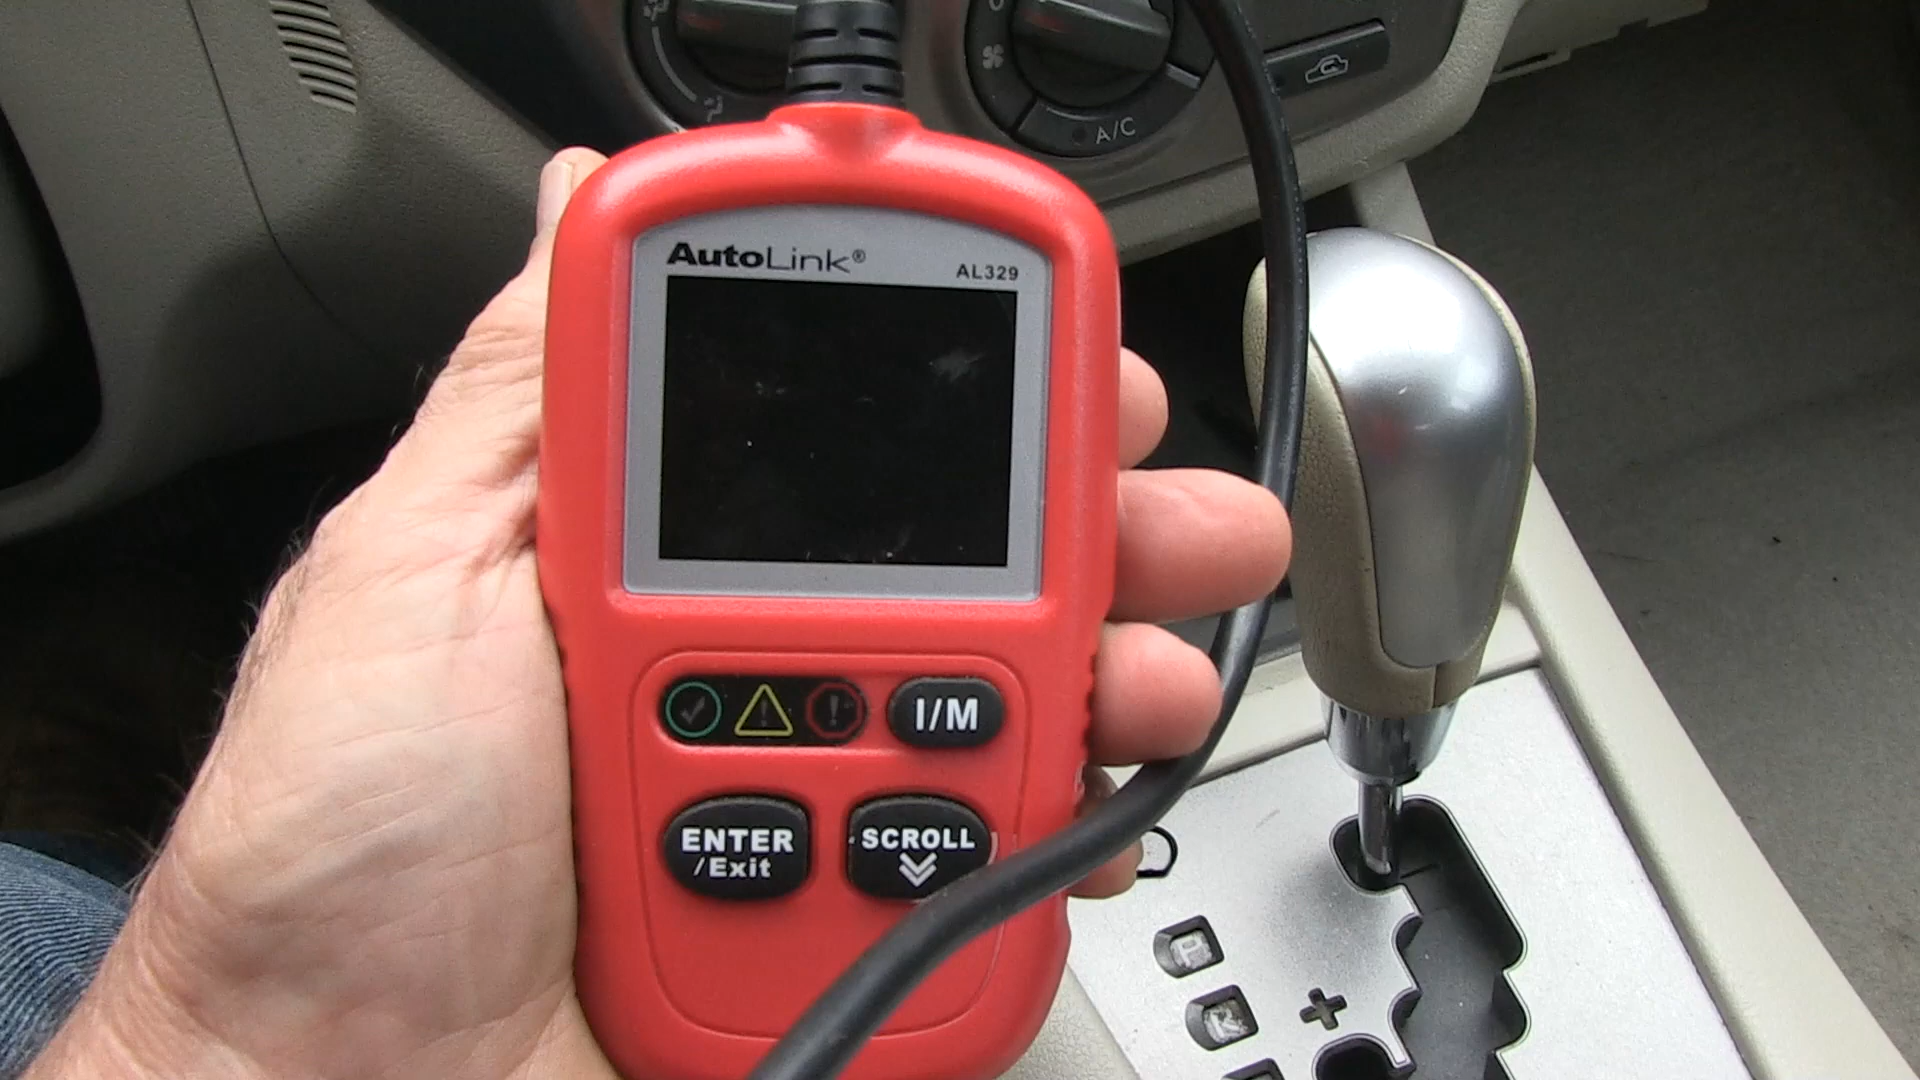 A/C
AutoLink®
AL329
I/M
ENTER
/Exit
SCROLL
P
R
+